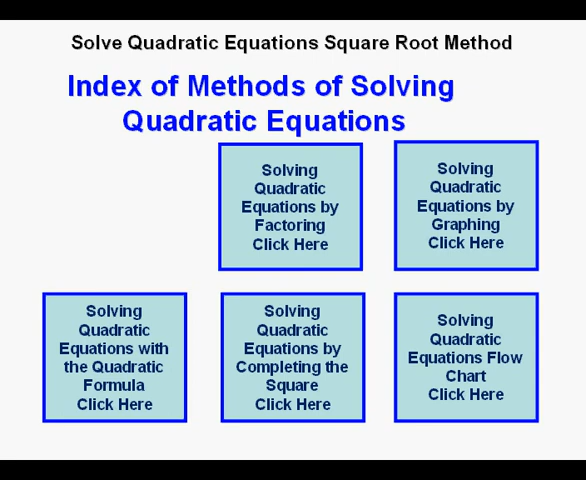 Solve Quadratic Equations Square Root Method
Index of Methods of Solving
Quadratic Equations
Solving
Quadratic
Equations by
Factoring
Click Here
Solving
Quadratic
Equations by
Graphing
Click Here
Solving
Quadratic
Equations with
the Quadratic
Formula
Click Here
Solving
Quadratic
Equations by
Completing the
Square
Click Here
Solving
Quadratic
Equations Flow
Chart
Click Here